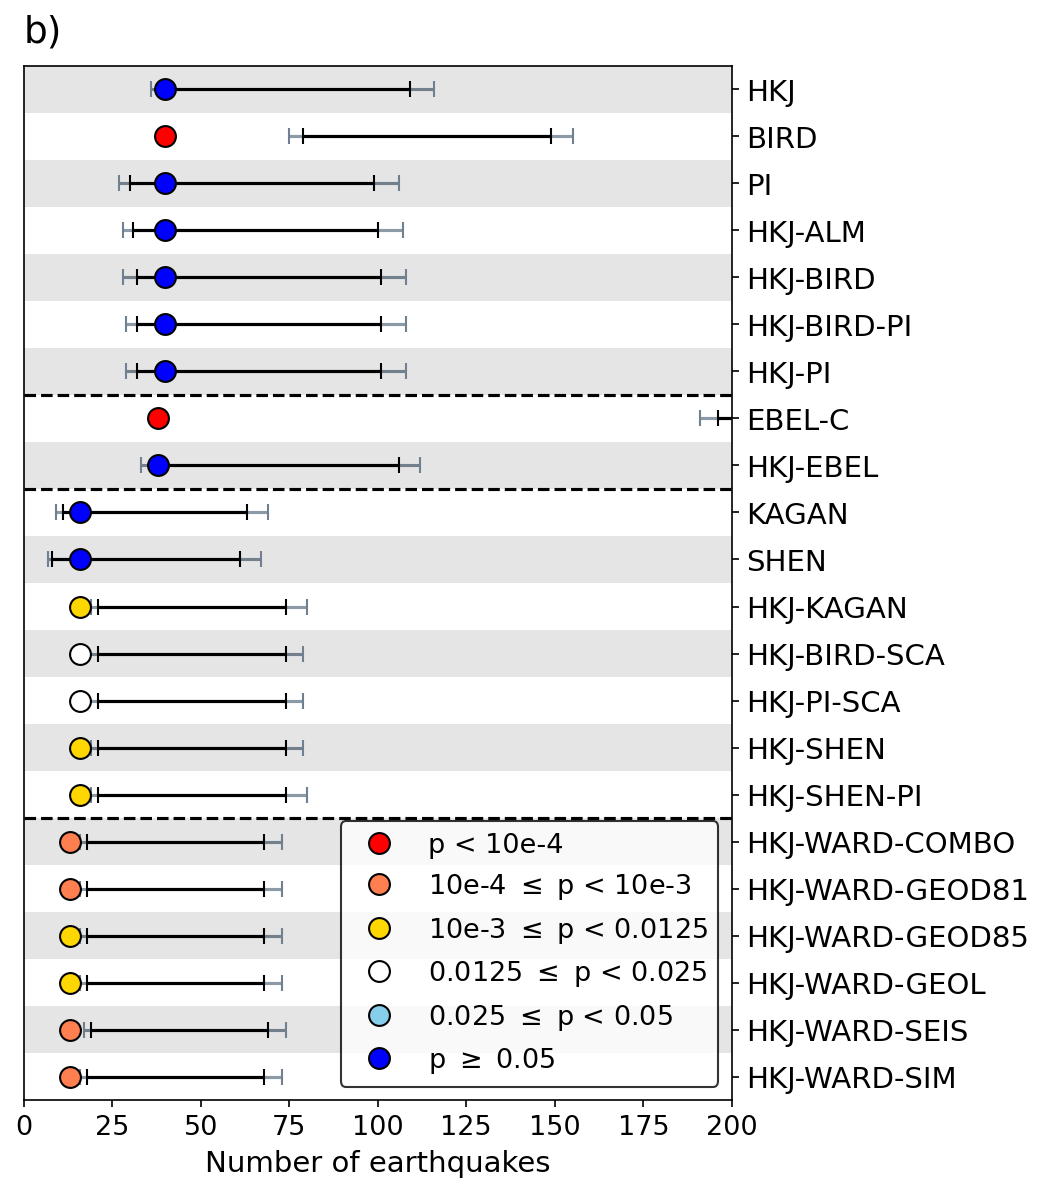 b)
HKJ
BIRD
PI
HKJ-ALM
HKJ-BIRD
HKJ-BIRD-PI
HKJ-PI
EBEL-C
HKJ-EBEL
KAGAN
SHEN
HKJ-KAGAN
HKJ-BIRD-SCA
HKJ-PI-SCA
HKJ-SHEN
HKJ-SHEN-PI
HKJ-WARD-COMBO
HKJ-WARD-GEOD81
HKJ-WARD-GEOD85
HKJ-WARD-GEOL
HKJ-WARD-SEIS
HKJ-WARD-SIM
p < 10e-4
10e-4 ≤ p < 10e-3
10e-3 ≤ p < 0.0125
0.0125 ≤ p < 0.025
0.025 ≤ p < 0.05
p ≥ 0.05
0 25 50 75 100 125 150 175 200
Number of earthquakes